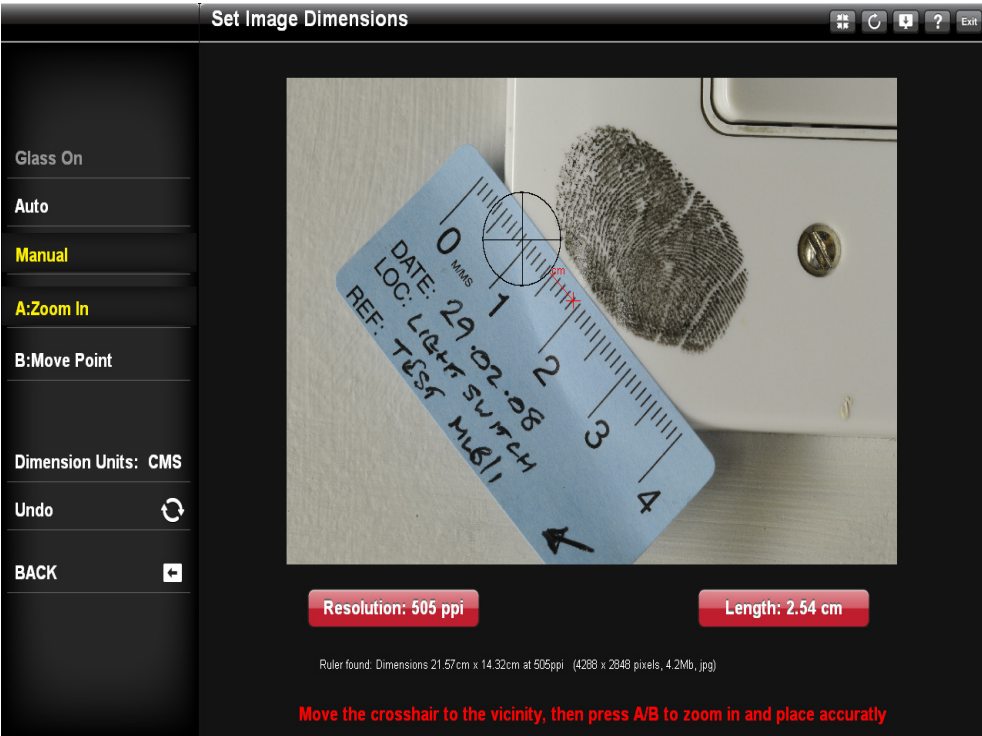 Set Image Dimensions
Exit
Glass On
Auto
Manual
A:Zoom In
B:Move Point
Dimension Units: CMS
Undo
BACK
0
M/MS
1
2
3
4
cm
DATE: 29.02.08
LOC: LIGHT SWITCH
REF: TEST MLB/1
Resolution: 505 ppi
Length: 2.54 cm
Ruler found: Dimensions 21.57cm x 14.32cm at 505ppi (4288 x 2848 pixels, 4.2Mb, jpg)
Move the crosshair to the vicinity, then press A/B to zoom in and place accuratly